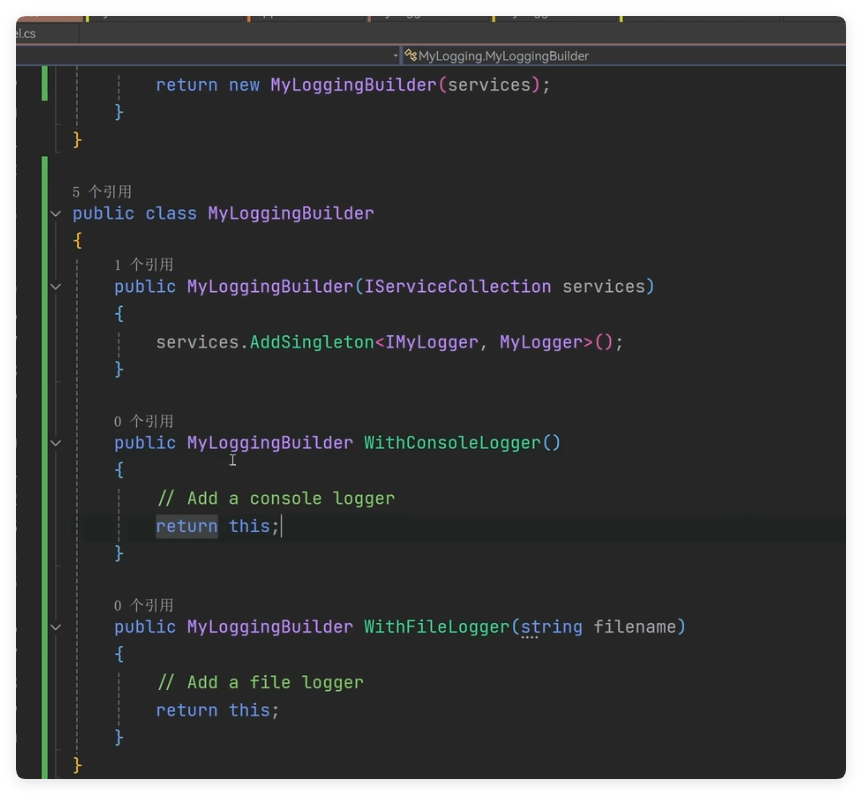 el.cs
MyLogging.MyLoggingBuilder
return new MyLoggingBuilder(services);
}
}
5 个引用
public class MyLoggingBuilder
{
1 个引用
public MyLoggingBuilder(IServiceCollection services)
{
services.AddSingleton<IMyLogger, MyLogger>();
}
0 个引用
public MyLoggingBuilder WithConsoleLogger()
{
// Add a console logger
return this;
}
0 个引用
public MyLoggingBuilder WithFileLogger(string filename)
{
// Add a file logger
return this;
}
}